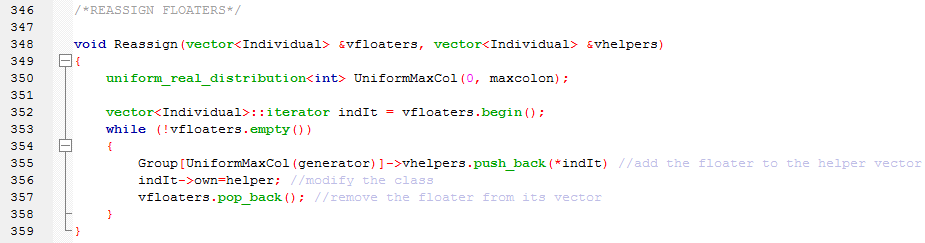 346 /*REASSIGN FLOATERS*/
347
348 void Reassign(vector<Individual> &vfloaters, vector<Individual> &vhelpers)
349 {
350 uniform_real_distribution<int> UniformMaxCol(0, maxcolon);
351
352 vector<Individual>::iterator indIt = vfloaters.begin();
353 while (!vfloaters.empty())
354 {
355 Group[UniformMaxCol(generator)]->vhelpers.push_back(*indIt) //add the floater to the helper vector
356 indIt->own=helper; //modify the class
357 vfloaters.pop_back(); //remove the floater from its vector
358 }
359 }